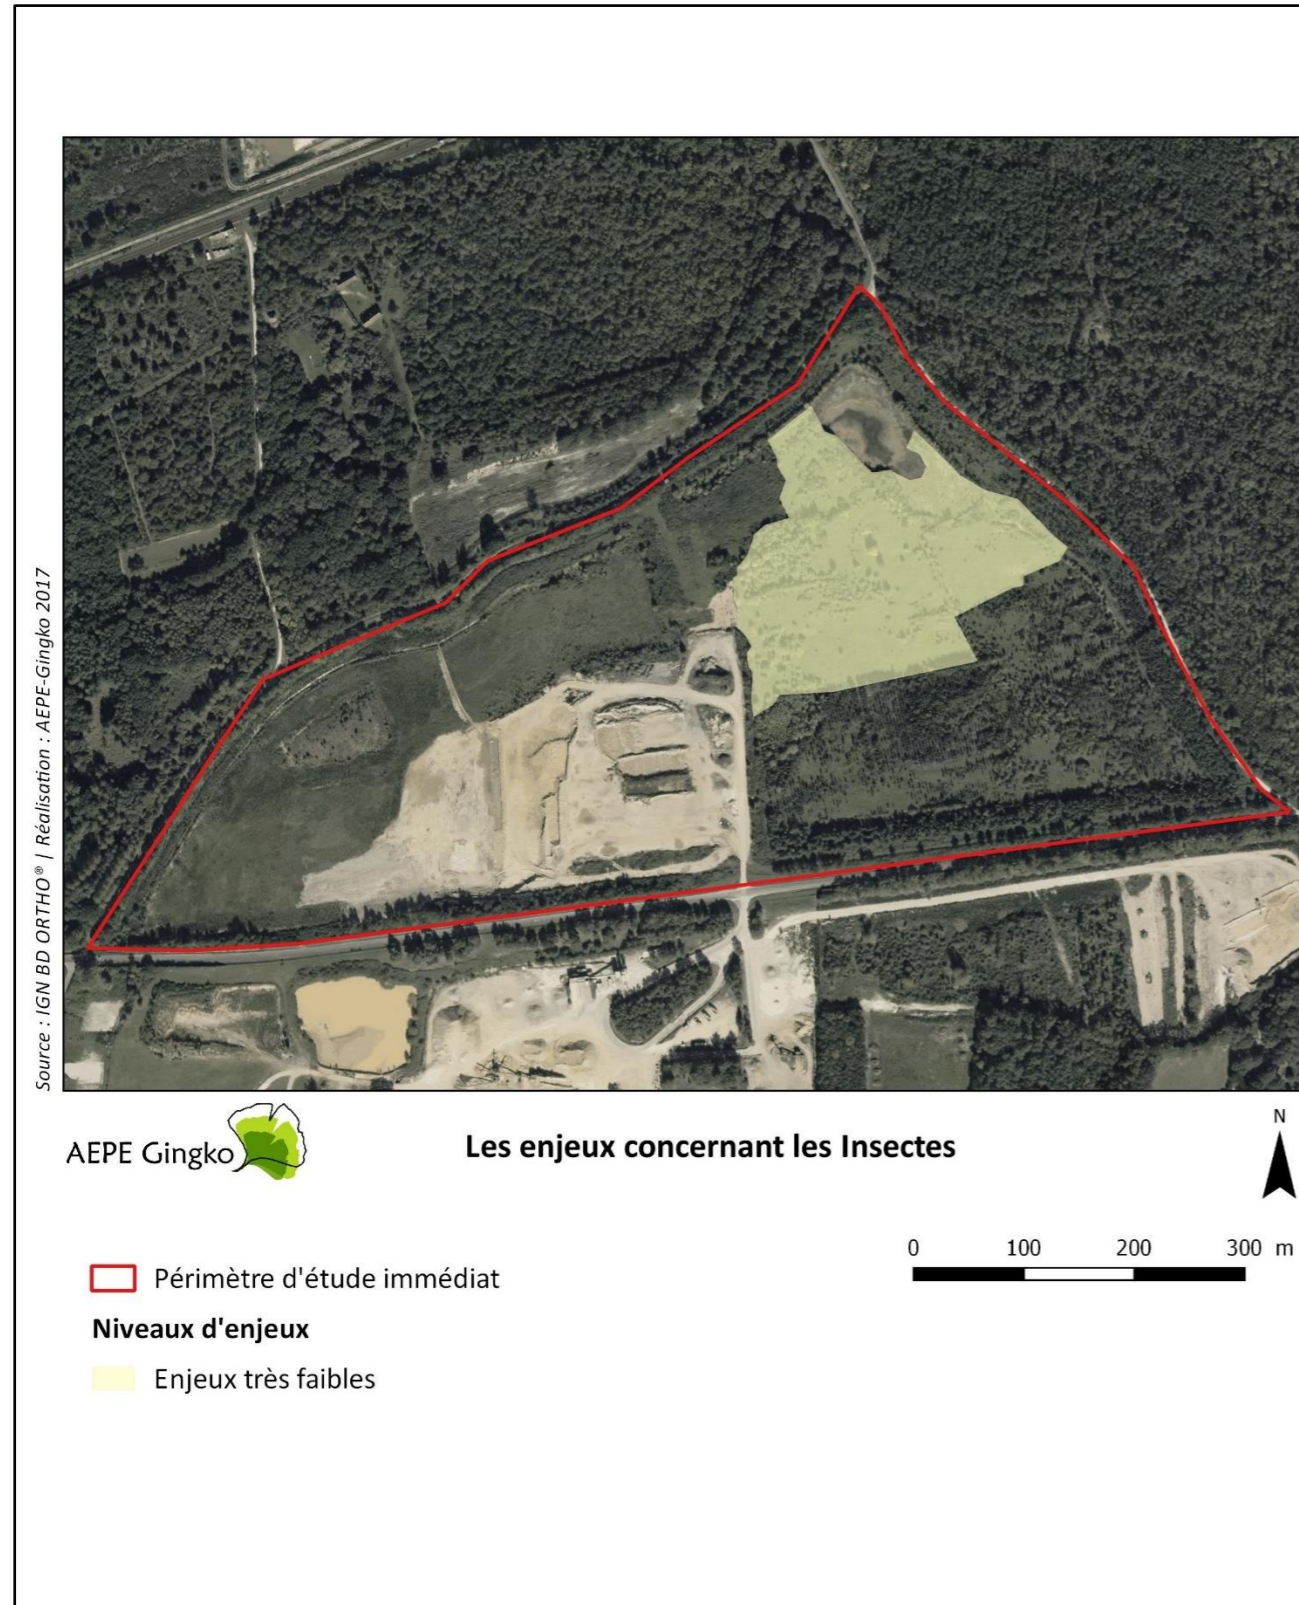 Source : IGN BD ORTHO® | Réalisation : AEPE-Gingko 2017
AEPE Gingko
Les enjeux concernant les Insectes
N
0 100 200 300 m
Périmètre d'étude immédiat
Niveaux d'enjeux
Enjeux très faibles